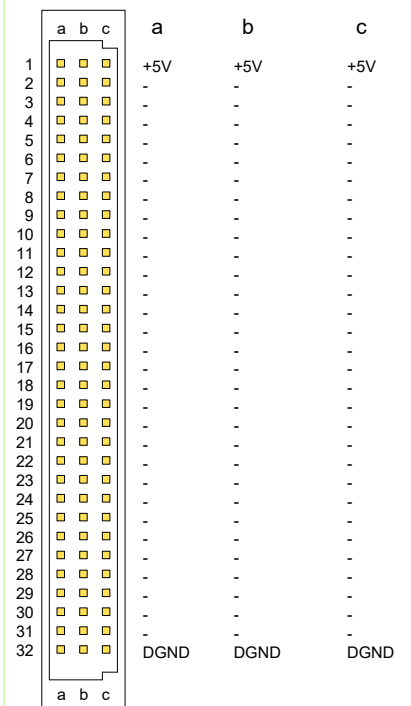 a b c a b c
1 +5V +5V +5V
2 - - -
3 - - -
4 - - -
5 - - -
6 - - -
7 - - -
8 - - -
9 - - -
10 - - -
11 - - -
12 - - -
13 - - -
14 - - -
15 - - -
16 - - -
17 - - -
18 - - -
19 - - -
20 - - -
21 - - -
22 - - -
23 - - -
24 - - -
25 - - -
26 - - -
27 - - -
28 - - -
29 - - -
30 - - -
31 - - -
32 DGND DGND DGND
a b c